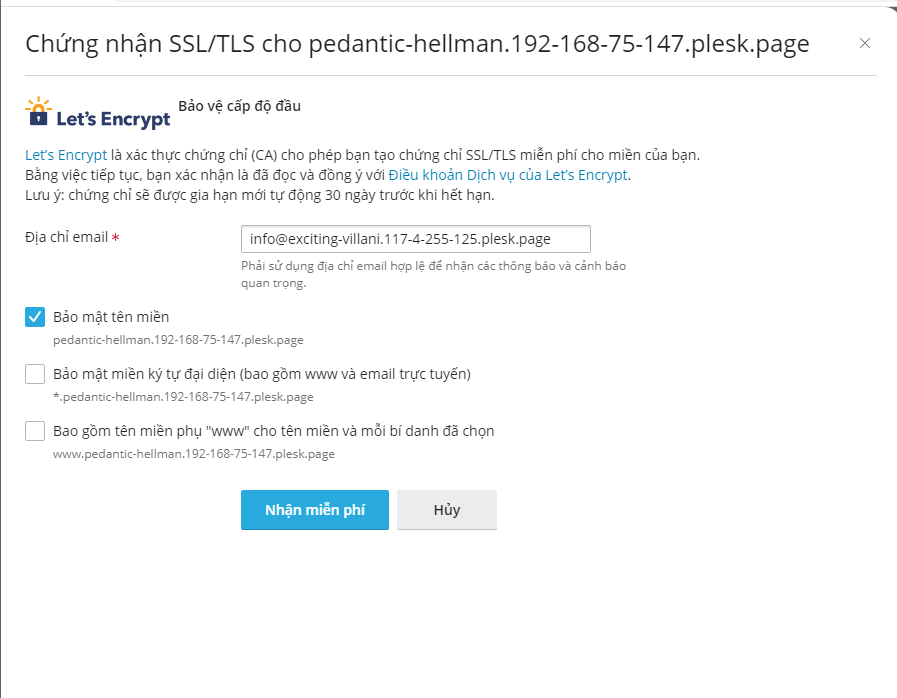 Chứng nhận SSL/TLS cho pedantic-hellman.192-168-75-147.plesk.page
Let's Encrypt
Bảo vệ cấp độ đầu
Let's Encrypt là xác thực chứng chỉ (CA) cho phép bạn tạo chứng chỉ SSL/TLS miễn phí cho miền của bạn.
Bằng việc tiếp tục, bạn xác nhận là đã đọc và đồng ý với Điều khoản Dịch vụ của Let's Encrypt.
Lưu ý: chứng chỉ sẽ được gia hạn mới tự động 30 ngày trước khi hết hạn.
Địa chỉ email *
info@exciting-villani.117-4-255-125.plesk.page
Phải sử dụng địa chỉ email hợp lệ để nhận các thông báo và cảnh báo
quan trọng.
Bảo mật tên miền
pedantic-hellman.192-168-75-147.plesk.page
Bảo mật miền ký tự đại diện (bao gồm www và email trực tuyến)
*.pedantic-hellman.192-168-75-147.plesk.page
Bao gồm tên miền phụ "www" cho tên miền và mỗi bí danh đã chọn
www.pedantic-hellman.192-168-75-147.plesk.page
Nhận miễn phí
Hủy